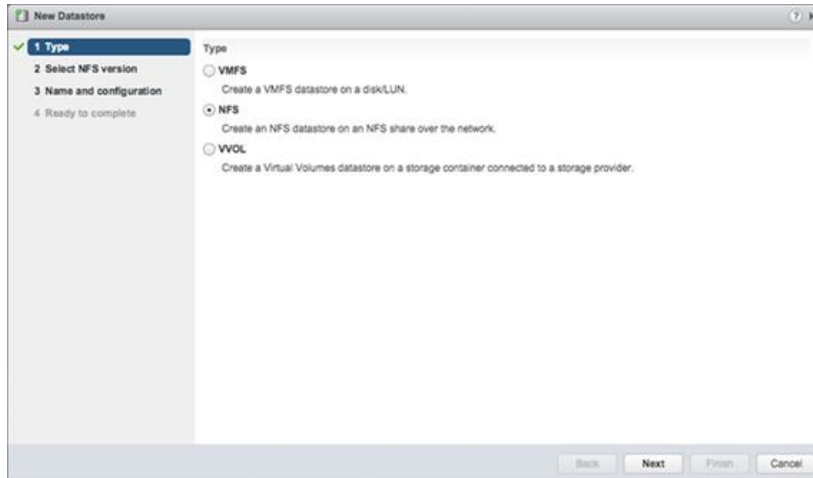 New Datastore
1 Type
2 Select NFS version
3 Name and configuration
4 Ready to complete
Type
VMFS
Create a VMFS datastore on a disk/LUN.
NFS
Create an NFS datastore on an NFS share over the network.
VVOL
Create a Virtual Volumes datastore on a storage container connected to a storage provider.
Back Next Finish Cancel